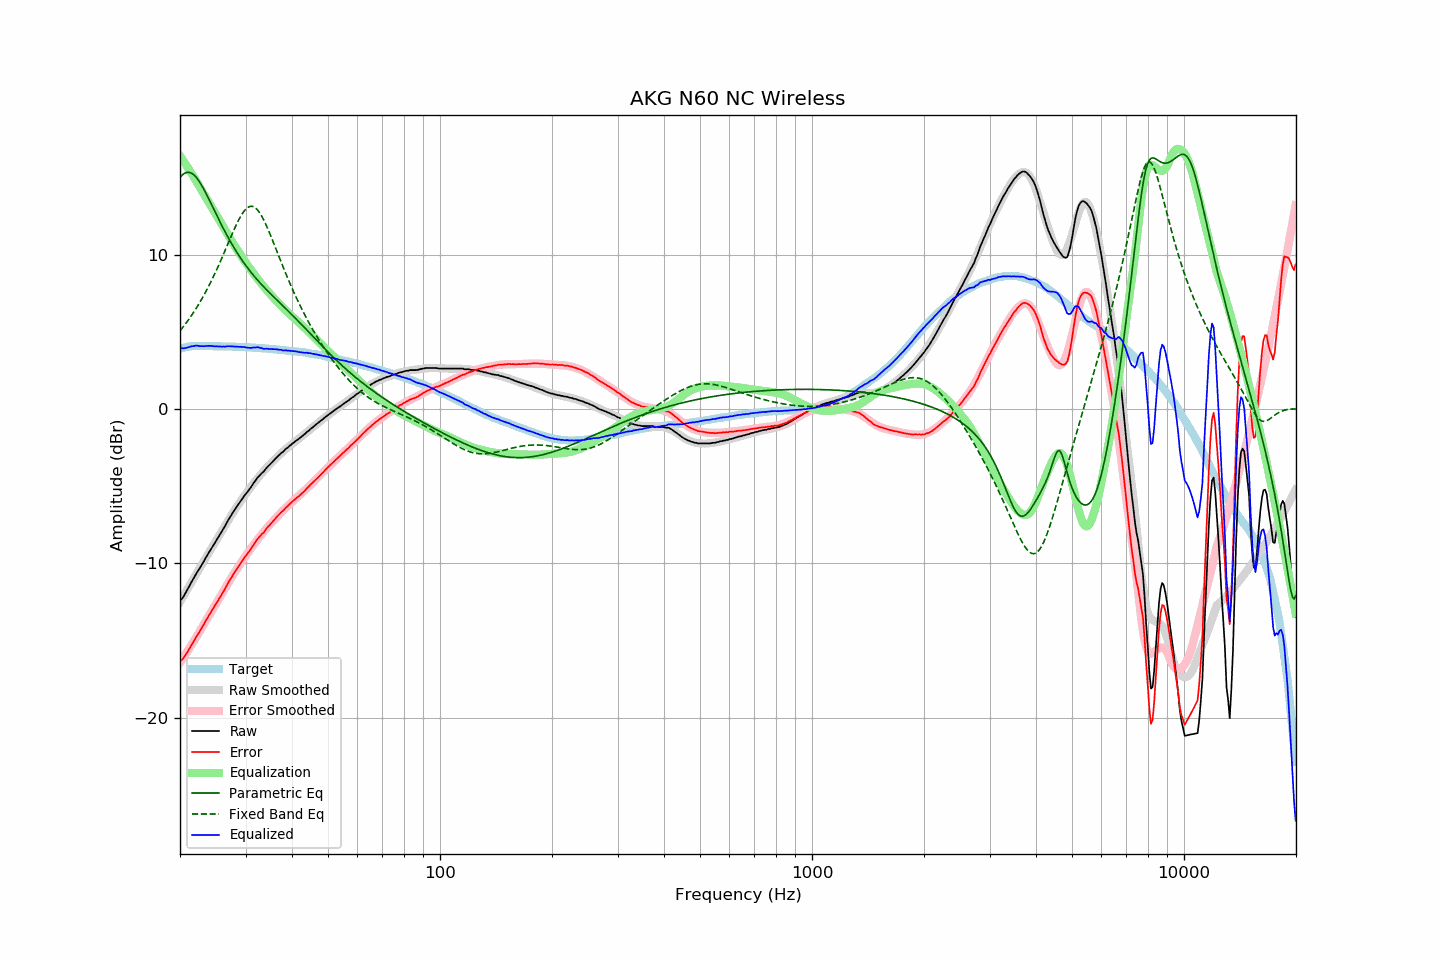 AKG N60 NC Wireless
Amplitude (dBr)
10
0
−10
−20
Target
Raw Smoothed
Error Smoothed
Raw
Error
Equalization
Parametric Eq
Fixed Band Eq
Equalized
100 1000 10000
Frequency (Hz)